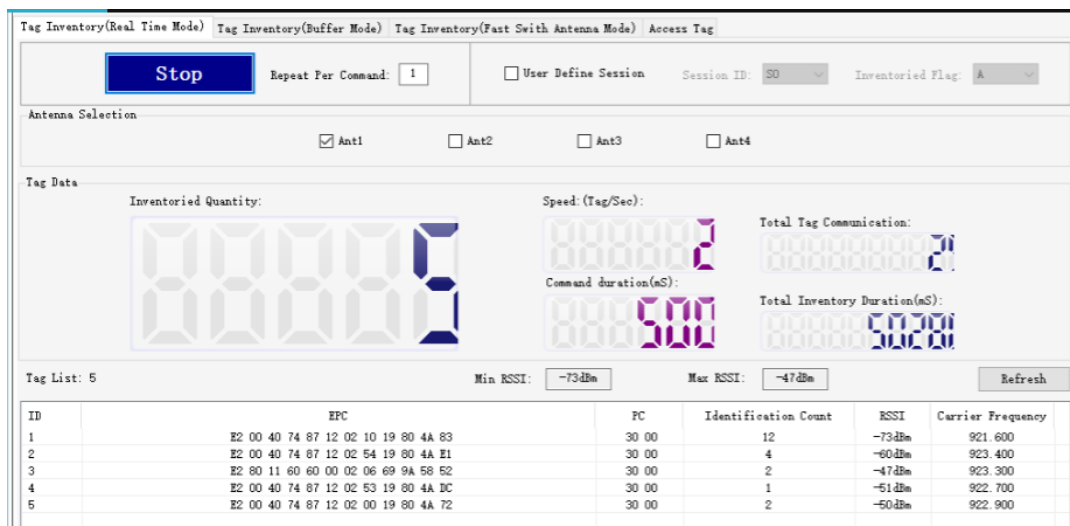 Tag Inventory(Real Time Mode) Tag Inventory(Buffer Mode) Tag Inventory(Fast Swith Antenna Mode) Access Tag
Stop Repeat Per Command: 1 User Define Session Session ID: S0 Inventoried Flag: A
Antenna Selection
Ant1 Ant2 Ant3 Ant4
Tag Data
Inventoried Quantity: Speed:(Tag/Sec):
Total Tag Communication:
5 2
Command duration(mS):
Total Inventory Duration(mS):
500
Tag List: 5 Min RSSI: -73dBm Max RSSI: -47dBm Refresh
ID EPC PC Identification Count RSSI Carrier Frequency
1 E2 00 40 74 87 12 02 10 19 80 4A 83 30 00 12 -73dBm 921.600
2 E2 00 40 74 87 12 02 54 19 80 4A E1 30 00 4 -60dBm 923.400
3 E2 80 11 60 60 00 02 06 69 9A 58 52 30 00 2 -47dBm 923.300
4 E2 00 40 74 87 12 02 53 19 80 4A DC 30 00 1 -51dBm 922.700
5 E2 00 40 74 87 12 02 00 19 80 4A 72 30 00 2 -50dBm 922.900